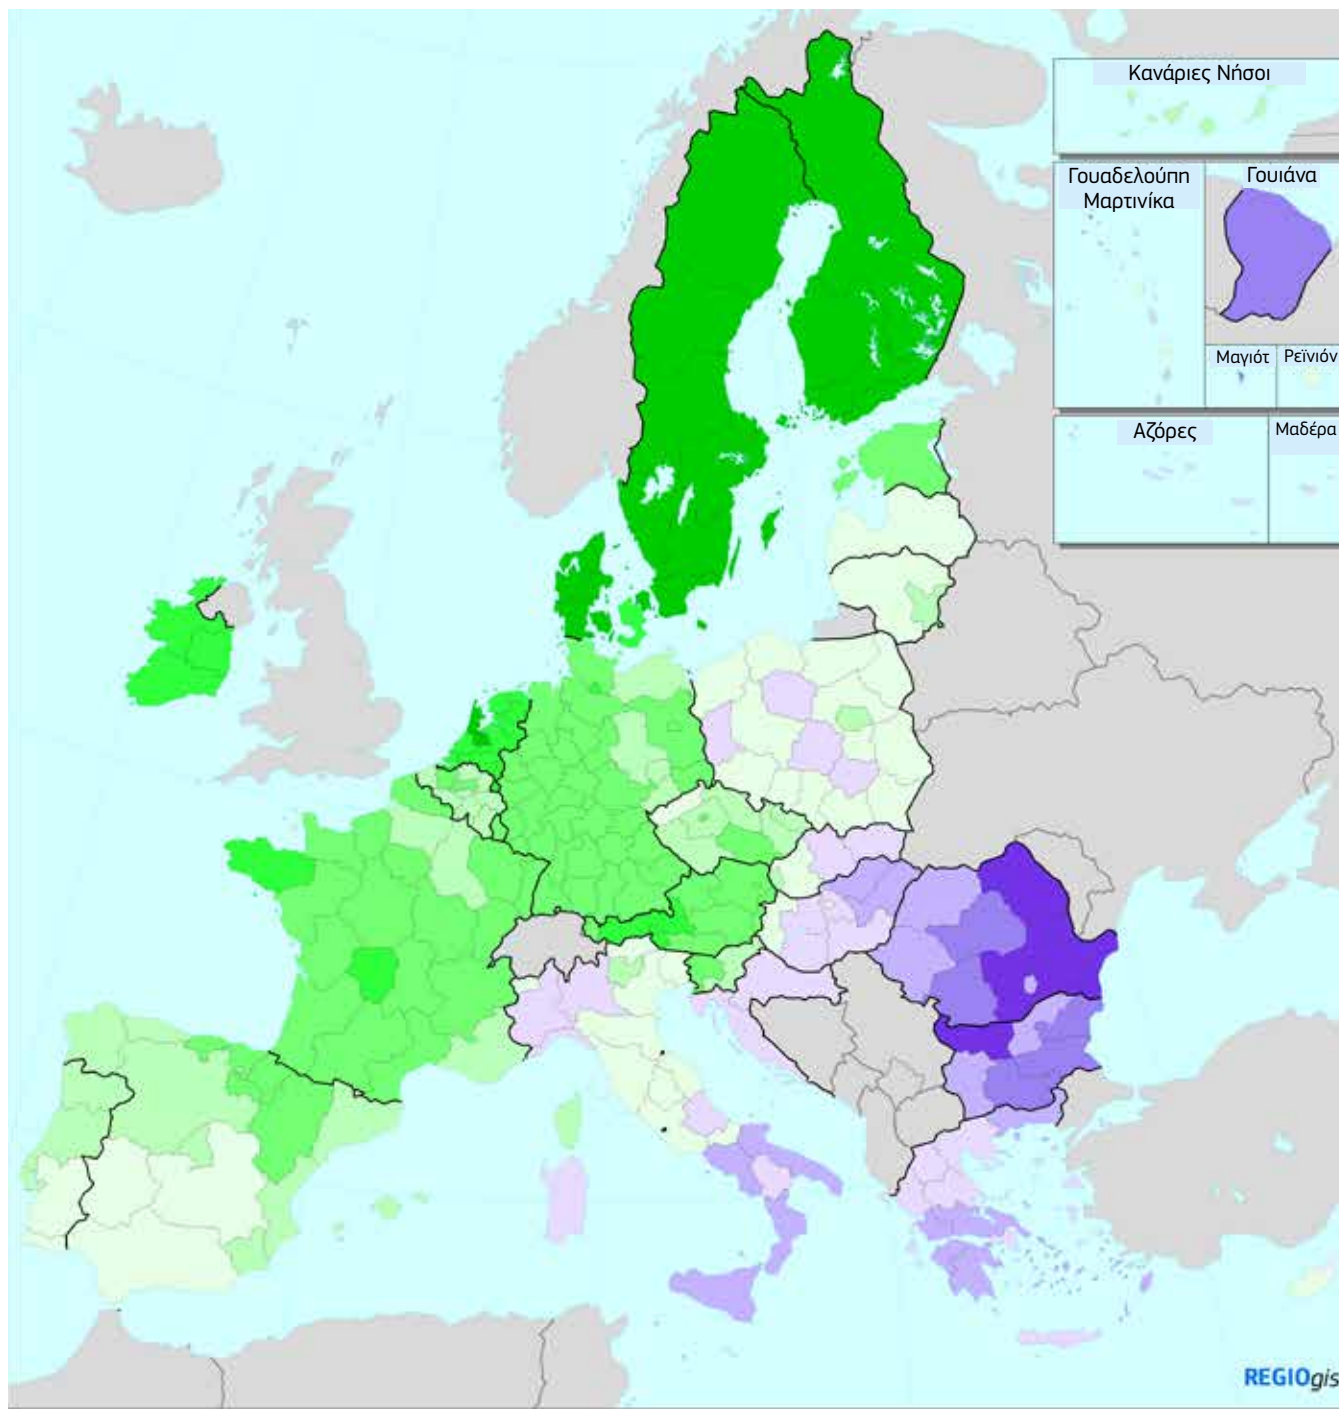 Κανάριες Νήσοι
Γουαδελούπη
Μαρτινίκα
Γουιάνα
Μαγιότ
Ρεϊνιόν
Αζόρες
Μαδέρα
REGIOgis